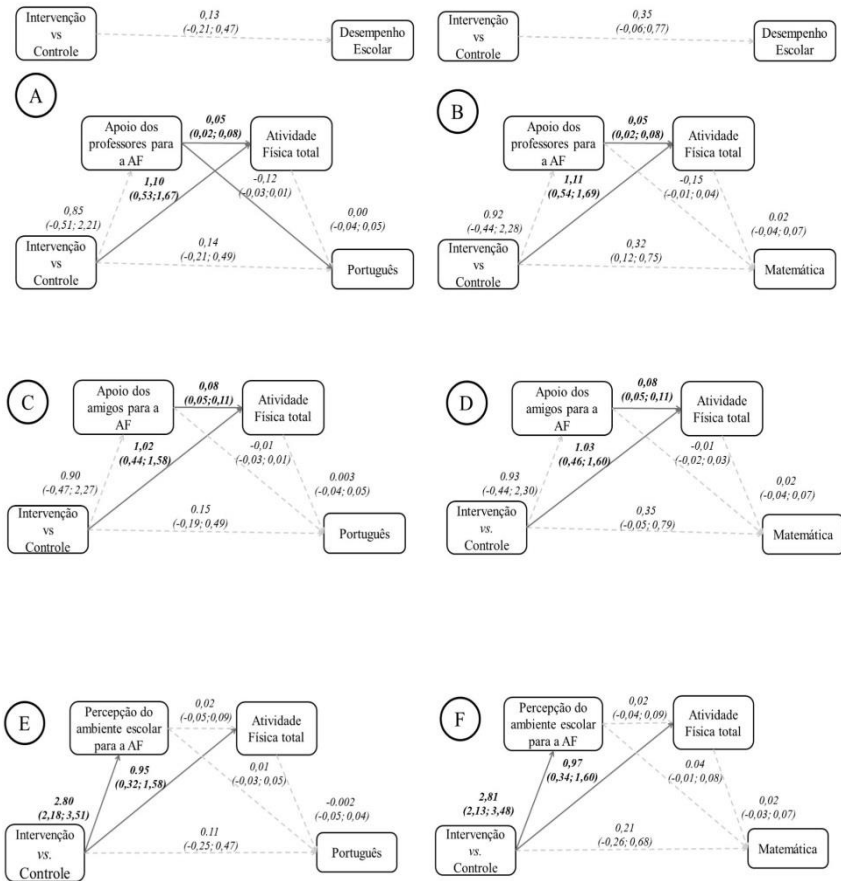 0,13
(-0,21; 0,47)
Intervenção
vs
Controle
Desempenho
Escolar
0,35
(-0,06; 0,77)
Intervenção
vs
Controle
Desempenho
Escolar
A
Apoio dos
professores para
a AF
0,05
(0,02; 0,08)
Atividade
Física total
1,10
(0,53;1,67)
-0,12
(-0,03;0,01)
0,85
(-0,51; 2,21)
0,00
(-0,04; 0,05)
Intervenção
vs
Controle
0,14
(-0,21; 0,49)
Português
B
Apoio dos
professores para
a AF
0,05
(0,02; 0,08)
Atividade
Física total
1,11
(0,54; 1,69)
-0,15
(-0,01; 0,04)
0.92
(-0,44; 2,28)
0.02
(-0,04; 0,07)
Intervenção
vs
Controle
0,32
(0,12; 0,75)
Matemática
C
Apoio dos
amigos para a
AF
0,08
(0,05;0,11)
Atividade
Física total
1,02
(0,44; 1,58)
-0,01
(-0,03; 0,01)
0.90
(-0,47; 2,27)
0.003
(-0,04; 0,05)
Intervenção
vs
Controle
0.15
(-0,19; 0,49)
Português
D
Apoio dos
amigos para a
AF
0,08
(0,05; 0,11)
Atividade
Física total
1.03
(0,46; 1,60)
-0,01
(-0,02; 0,03)
0.93
(-0,44; 2,30)
0,02
(-0,04; 0,07)
Intervenção
vs.
Controle
0,35
(-0,05; 0,79)
Matemática
E
Percepção do
ambiente escolar
para a AF
0,02
(-0,05;0,09)
Atividade
Física total
0.95
(0,32; 1,58)
0,01
(-0,03; 0,05)
2.80
(2,18; 3,51)
-0.002
(-0,05; 0,04)
Intervenção
vs.
Controle
0.11
(-0,25; 0,47)
Português
F
Percepção do
ambiente escolar
para a AF
0,02
(-0,04; 0,09)
Atividade
Física total
0,97
(0,34; 1,60)
0.04
(-0,01; 0,08)
2,81
(2,13; 3,48)
0,02
(-0,03; 0,07)
Intervenção
vs.
Controle
0,21
(-0,26; 0,68)
Matemática